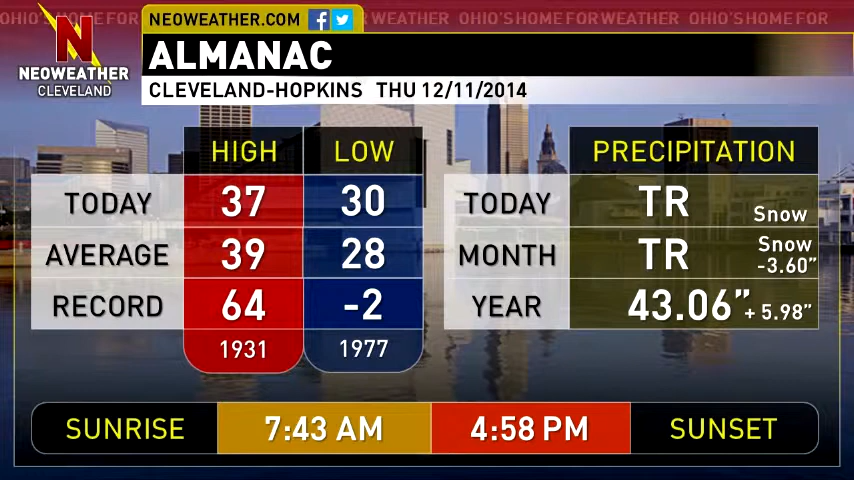 OHIO'S HOME FOR WEATHER OHIO'S HOME FOR WEATHER OHIO'S HOME FOR
NEOWEATHER.COM
N
NEOWEATHER
CLEVELAND
ALMANAC
CLEVELAND-HOPKINS THU 12/11/2014
HIGH LOW
TODAY 37 30
AVERAGE 39 28
RECORD 64 -2
1931 1977
PRECIPITATION
TODAY TR Snow
MONTH TR Snow
-3.60"
YEAR 43.06" + 5.98"
SUNRISE 7:43 AM 4:58 PM SUNSET